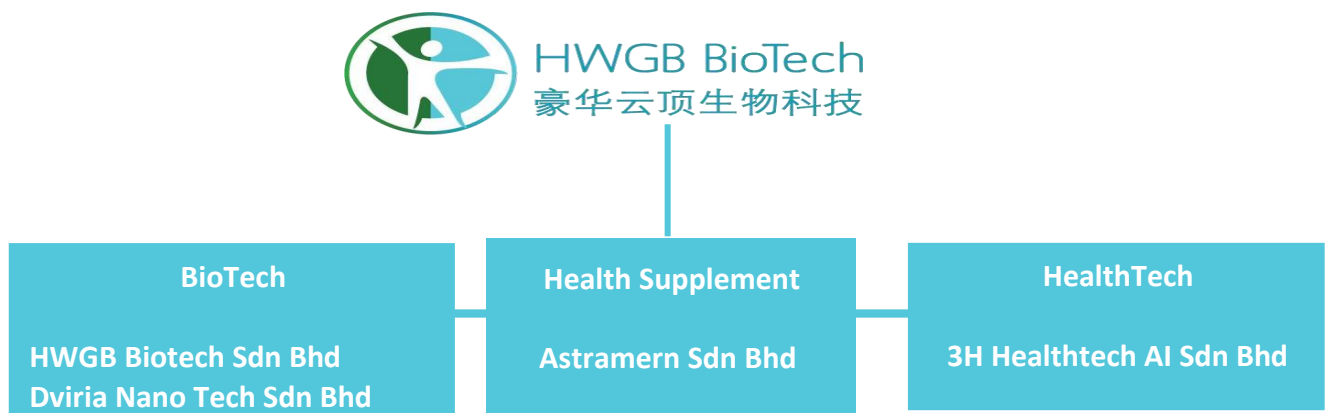 HWGB BioTech
豪华云顶生物科技
BioTech
HWGB Biotech Sdn Bhd
Dviria Nano Tech Sdn Bhd
Health Supplement
Astramern Sdn Bhd
HealthTech
3H Healthtech AI Sdn Bhd